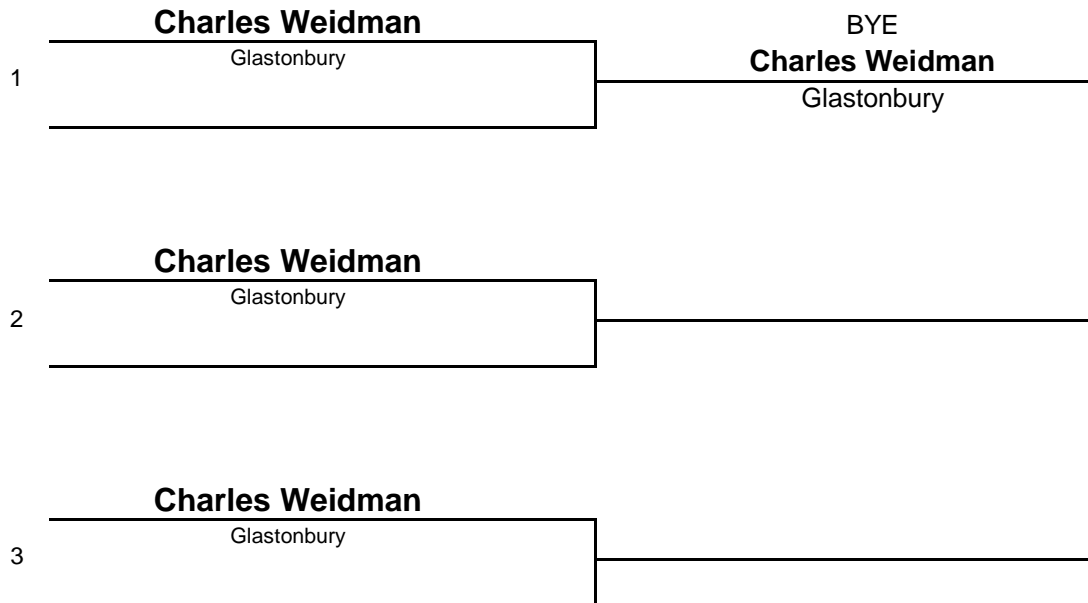 Charles Weidman
Glastonbury
1
BYE
Charles Weidman
Glastonbury
Charles Weidman
Glastonbury
2
Charles Weidman
Glastonbury
3